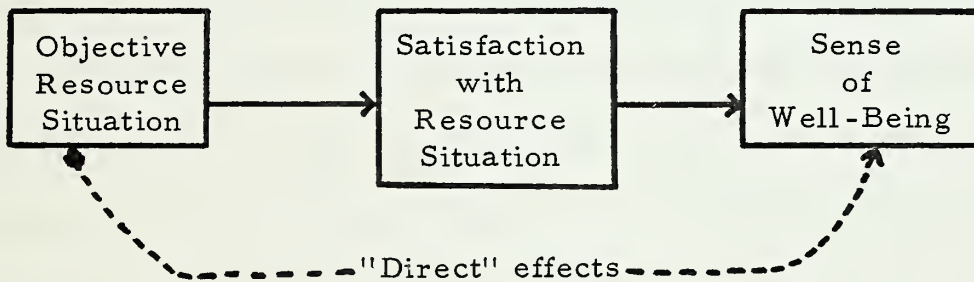 Objective
Resource
Situation
Satisfaction
with
Resource
Situation
Sense
of
Well-Being
"Direct" effects